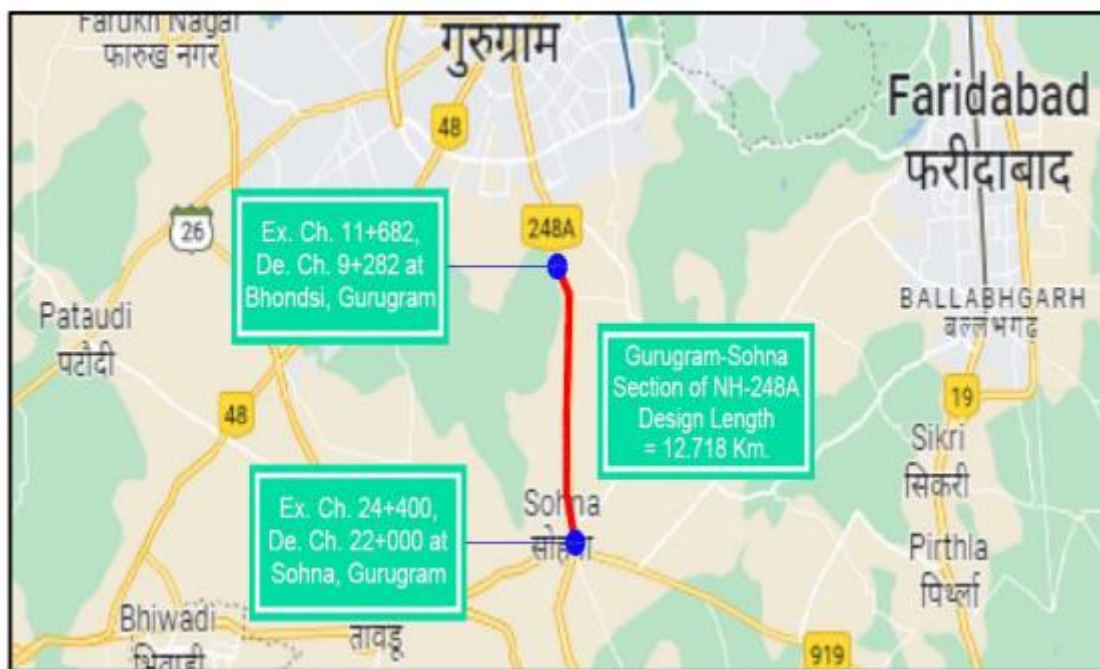 Farukh Nagar
फारुख नगर
गुरुग्राम
48
Faridabad
फरीदाबाद
26
248A
Ex. Ch. 11+682,
De. Ch. 9+282 at
Bhondsi, Gurugram
BALLABHGARH
बल्लभगढ़
Pataudi
पटौदी
Gurugram-Sohna
Section of NH-248A
Design Length
= 12.718 Km.
48
19
Sikri
सिकरी
Ex. Ch. 24+400,
De. Ch. 22+000 at
Sohna, Gurugram
Sohna
Pirthla
पिर्थ्ला
Bhiwadi
भिवाड़ी
तावडू
919